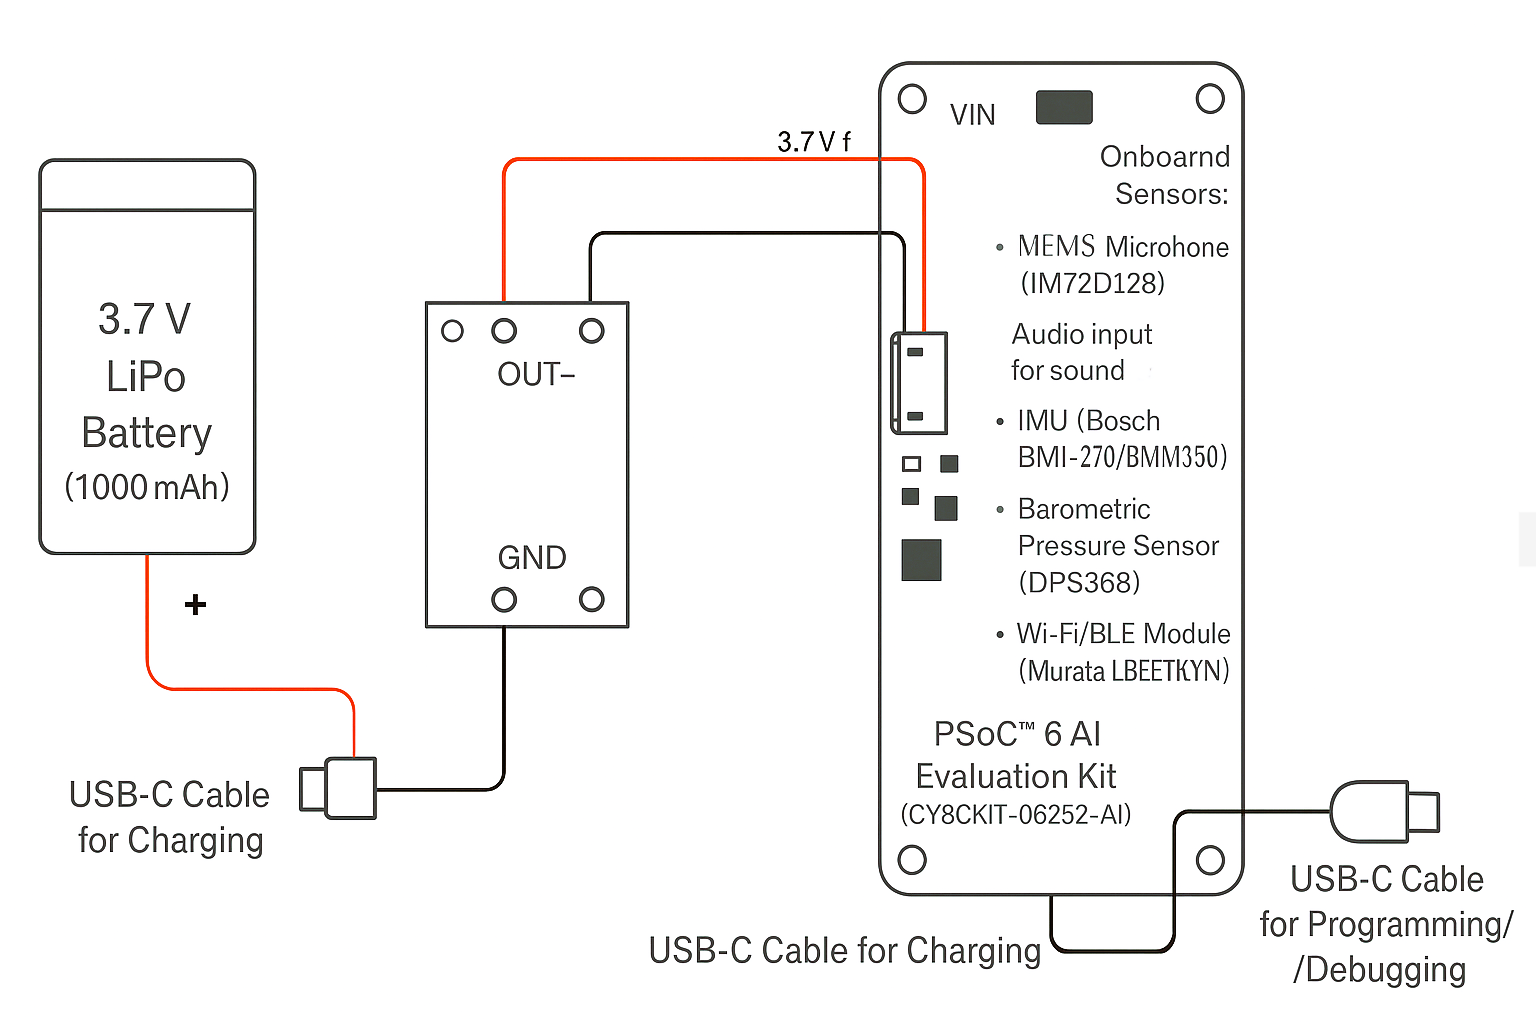 3.7 V
LiPo
Battery
(1000 mAh)
+
USB-C Cable
for Charging
OUT–
GND
3.7 V f
VIN
Onboarnd
Sensors:
• MEMS Microhone
(IM72D128)
Audio input
for sound
• IMU (Bosch
BMI-270/BMM350)
• Barometric
Pressure Sensor
(DPS368)
• Wi-Fi/BLE Module
(Murata LBEETKYN)
PSoC™ 6 AI
Evaluation Kit
(CY8CKIT-06252-AI)
USB-C Cable for Charging
USB-C Cable
for Programming/
/Debugging